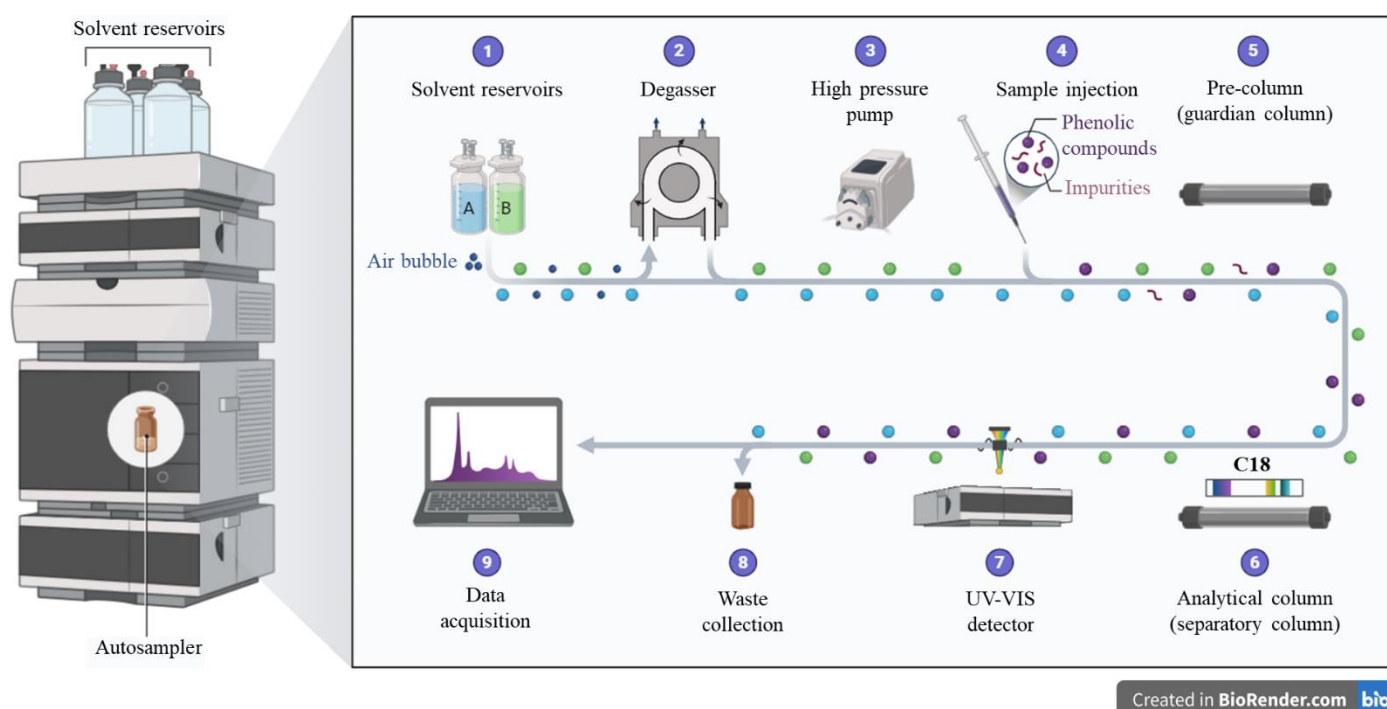 Solvent reservoirs
Autosampler
1
Solvent reservoirs
A
B
Air bubble
2
Degasser
3
High pressure
pump
4
Sample injection
Phenolic
compounds
Impurities
5
Pre-column
(guardian column)
C18
6
Analytical column
(separatory column)
7
UV-VIS
detector
8
Waste
collection
9
Data
acquisition
Created in BioRender.com bio